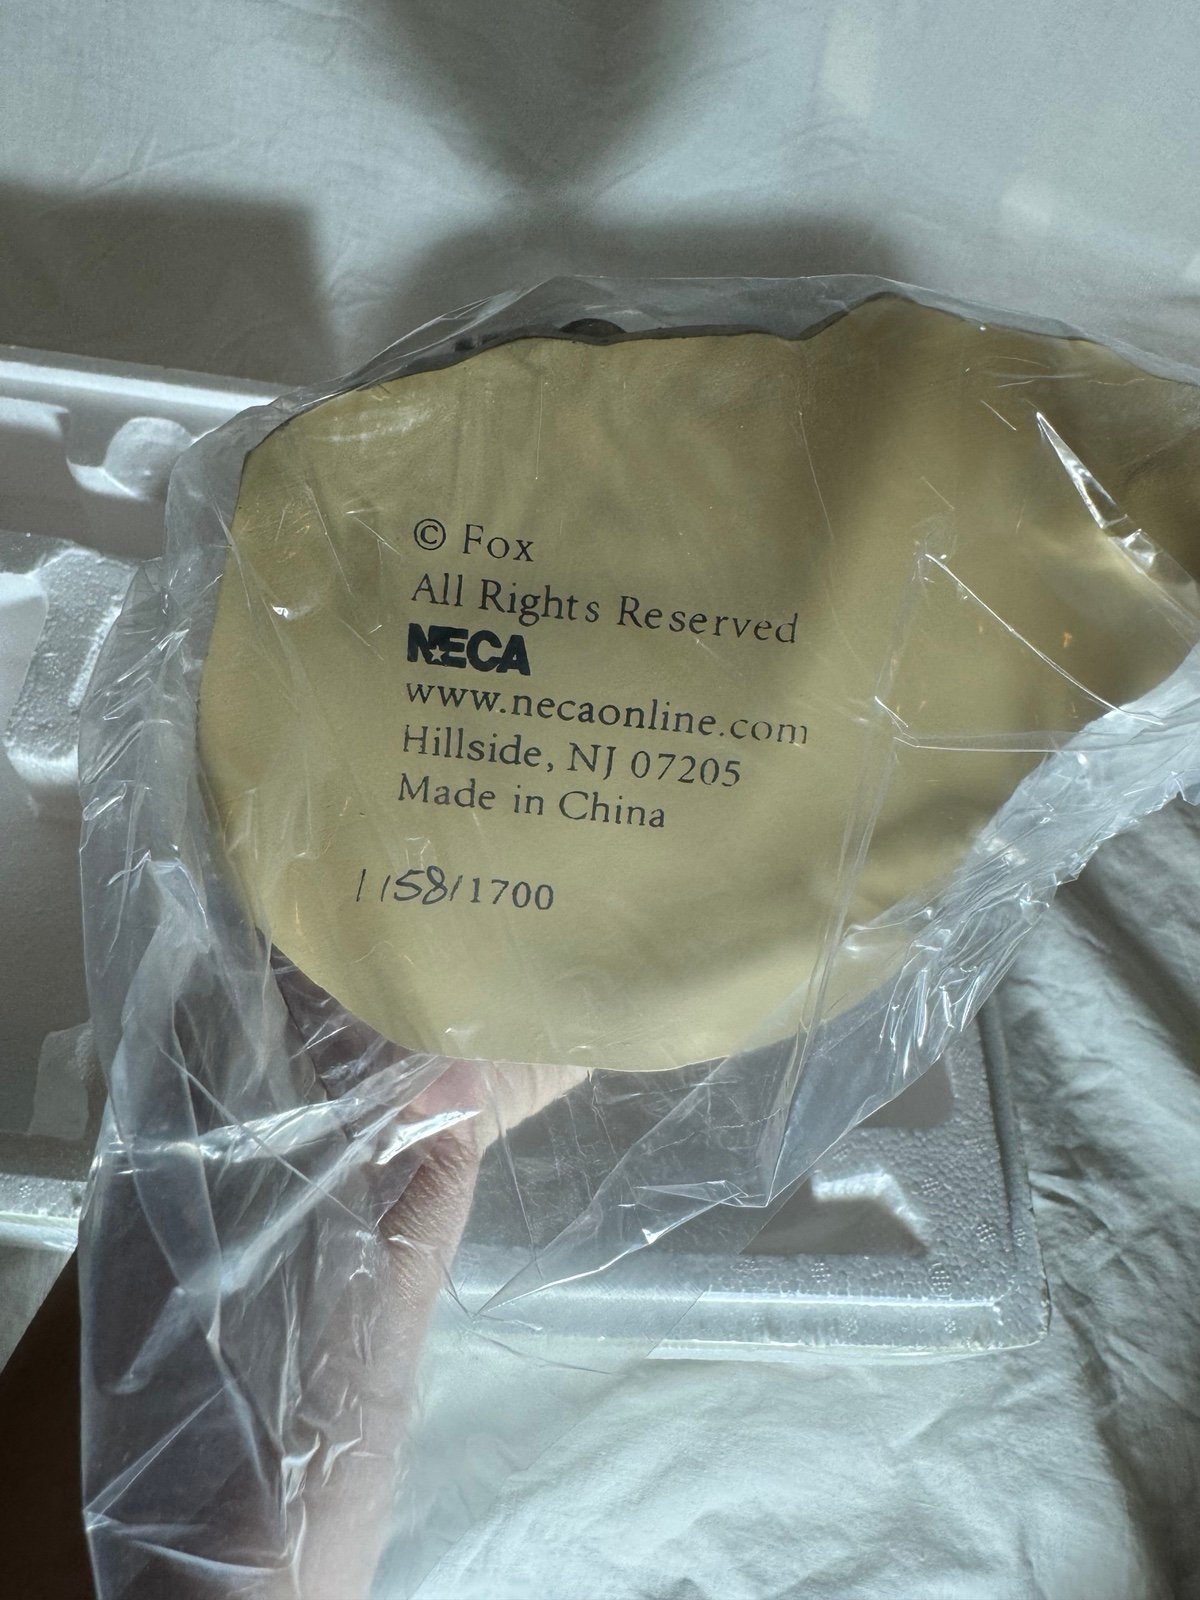 © Fox
All Rights Reserved
NECA
www.necaonline.com
Hillside, NJ 07205
Made in China
1158/1700